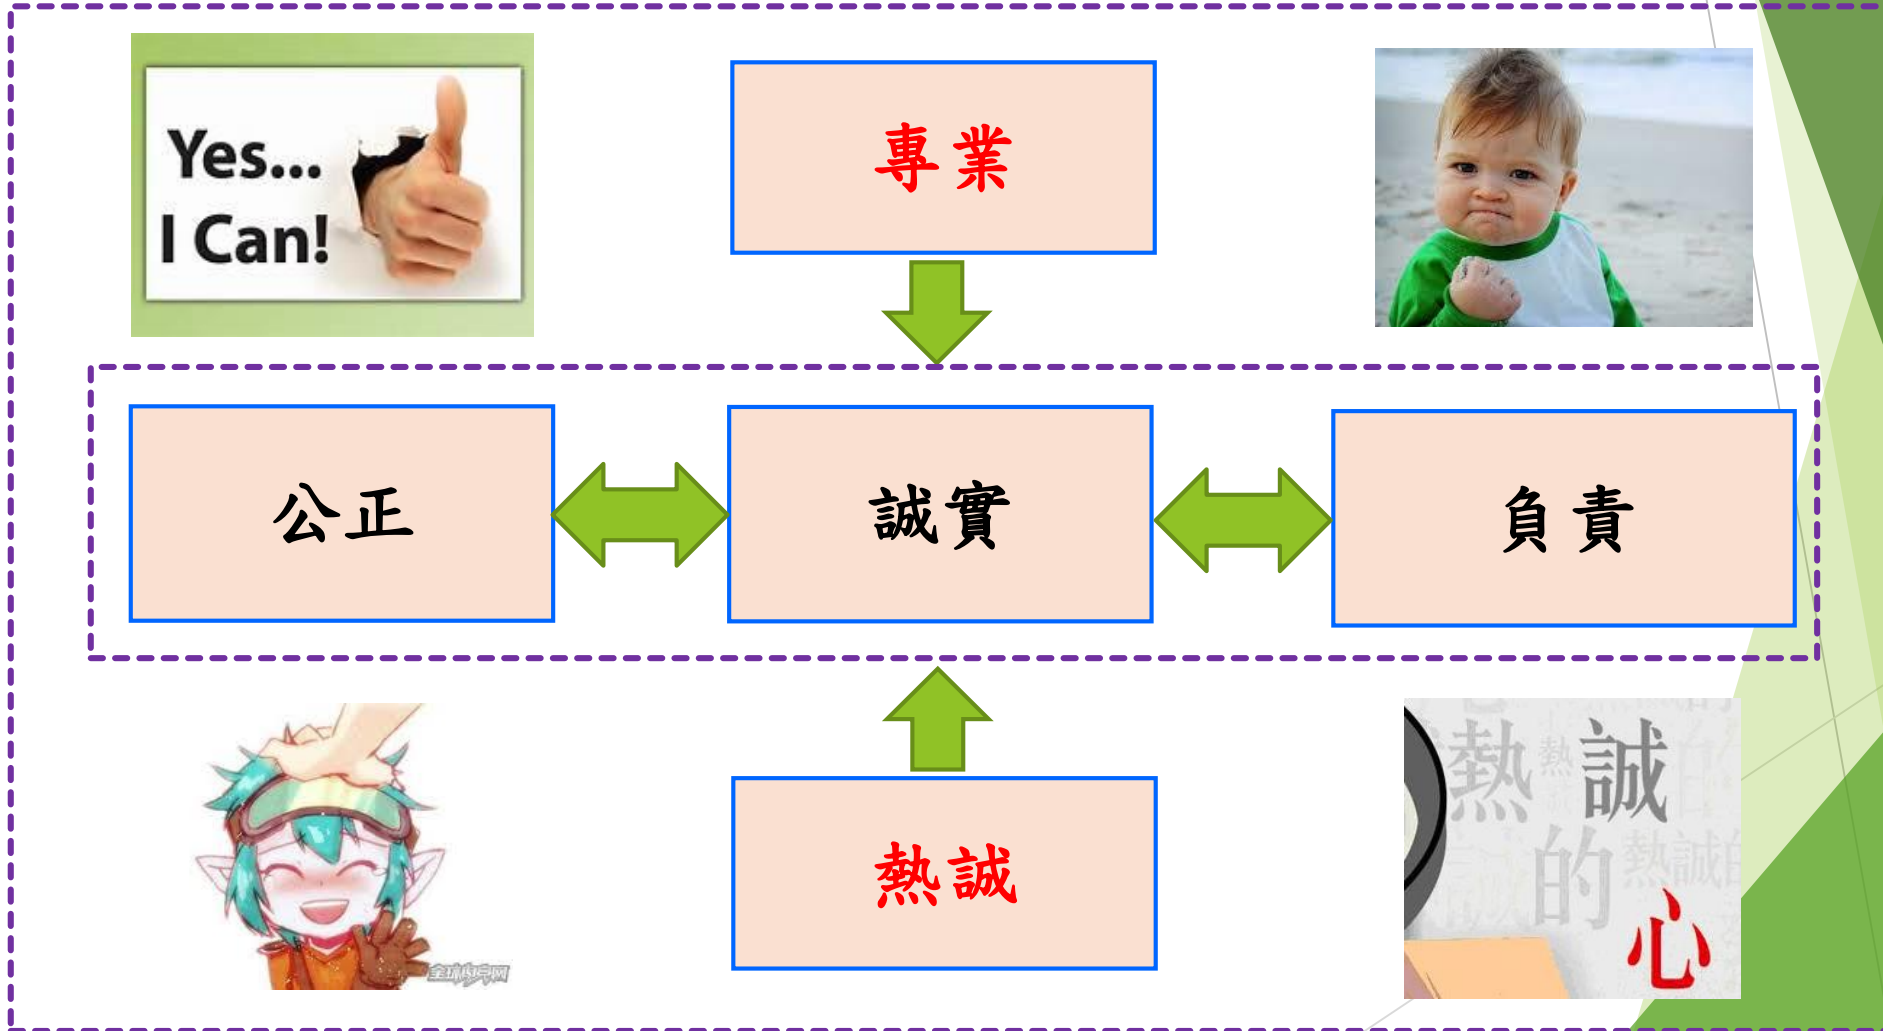 Yes...
I Can!
專業
公正
誠實
負責
熱誠
熱誠
的
心